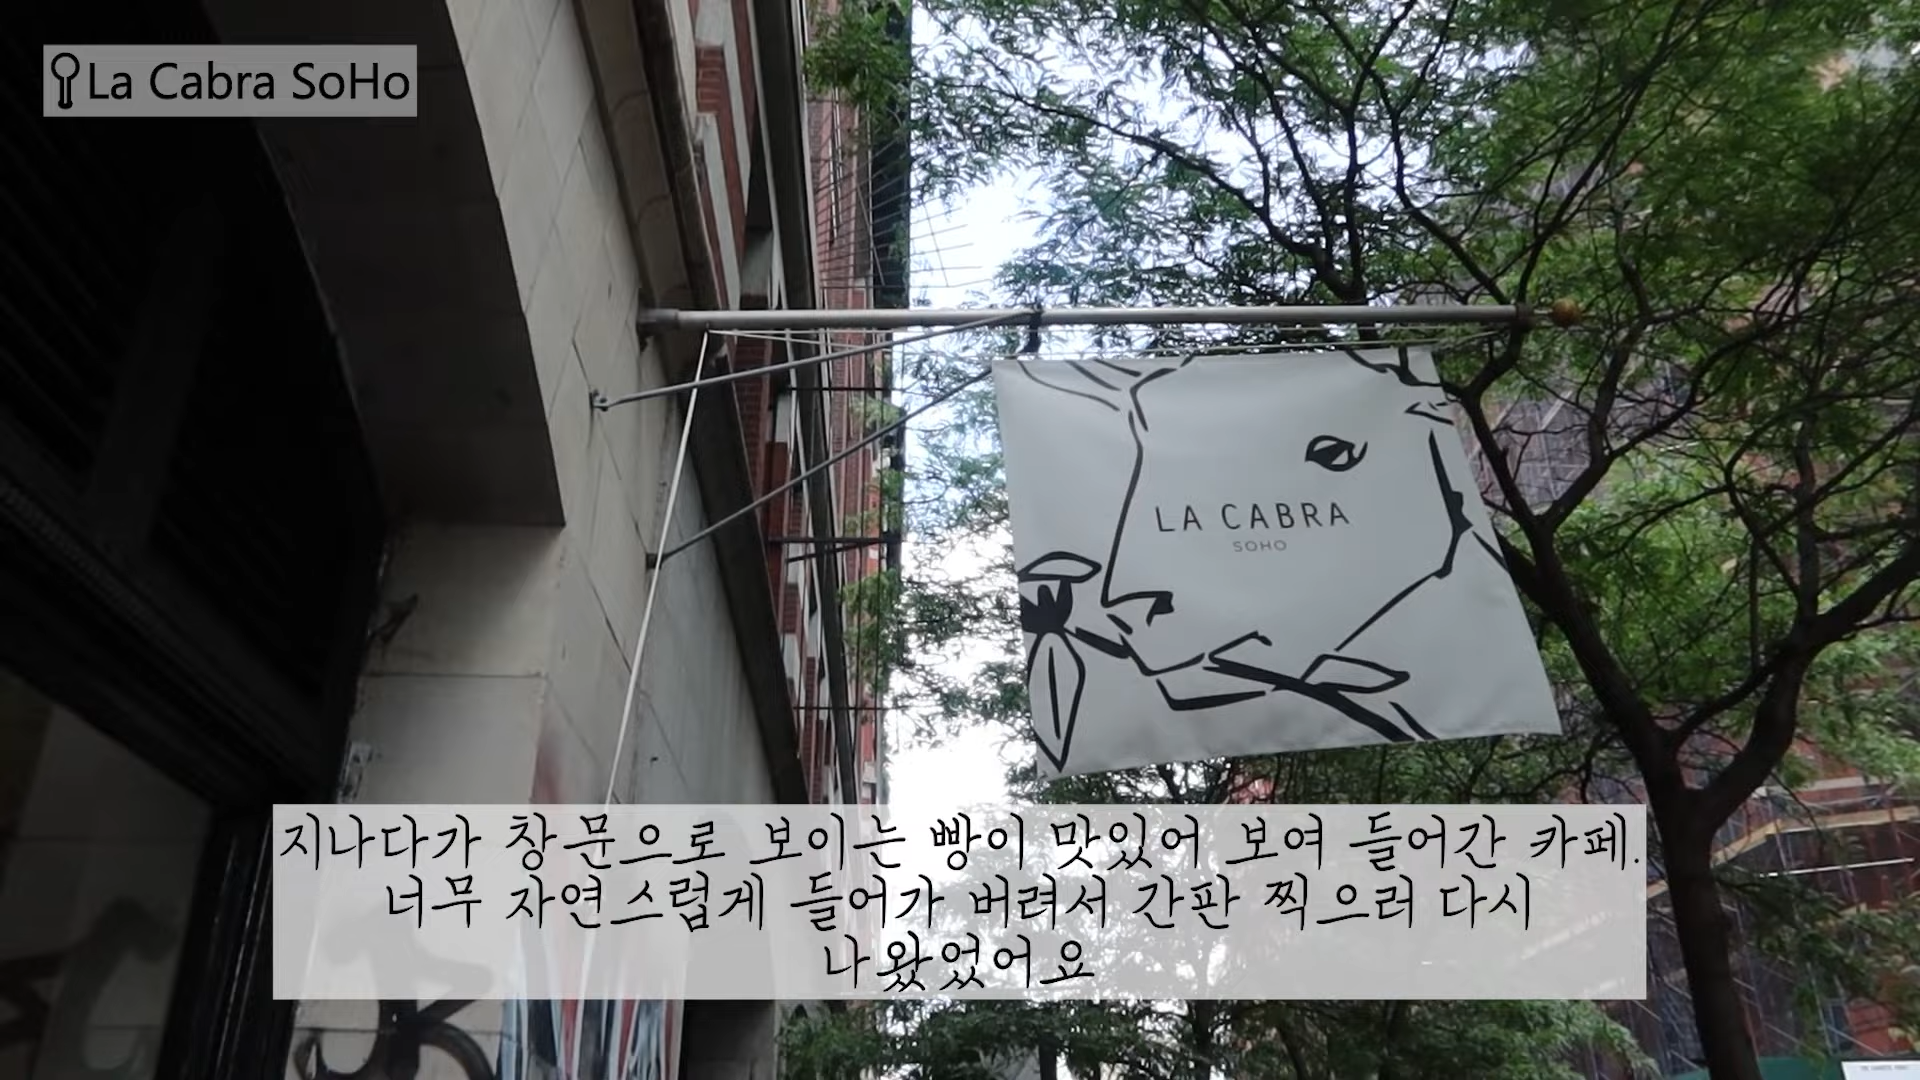 La Cabra SoHo
LA CABRA
SOHO
지나다가 창문으로 보이는 빵이 맛있어 보여 들어간 카페.
너무 자연스럽게 들어가 버려서 간판 찍으러 다시
나왔었어요